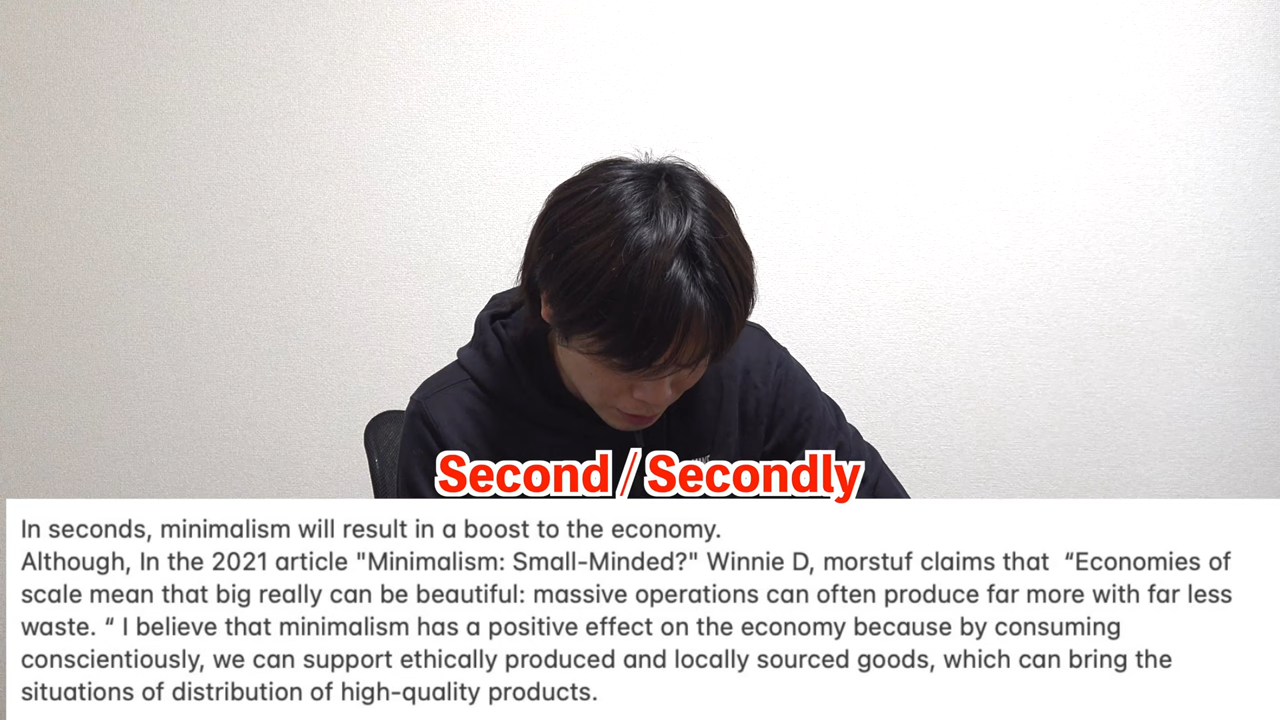 Second / Secondly
In seconds, minimalism will result in a boost to the economy.
Although, In the 2021 article "Minimalism: Small-Minded?" Winnie D, morstuf claims that “Economies of
scale mean that big really can be beautiful: massive operations can often produce far more with far less
waste. “ I believe that minimalism has a positive effect on the economy because by consuming
conscientiously, we can support ethically produced and locally sourced goods, which can bring the
situations of distribution of high-quality products.